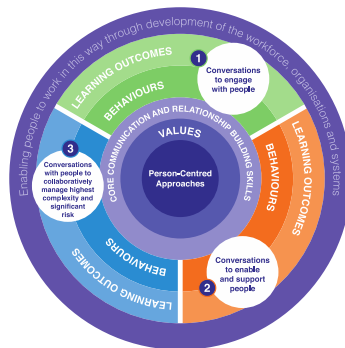 Enabling people to work in this way through development of the workforce, organisations and systems
LEARNING OUTCOMES
BEHAVIOURS
1
Conversations
to engage
with people
LEARNING OUTCOMES
BEHAVIOURS
2
Conversations
to enable
and support
people
3
Conversations
with people to
collaboratively
manage highest
complexity and
significant
risk
BEHAVIOURS
LEARNING OUTCOMES
CORE COMMUNICATION AND RELATIONSHIP BUILDING SKILLS
VALUES
Person-Centred
Approaches